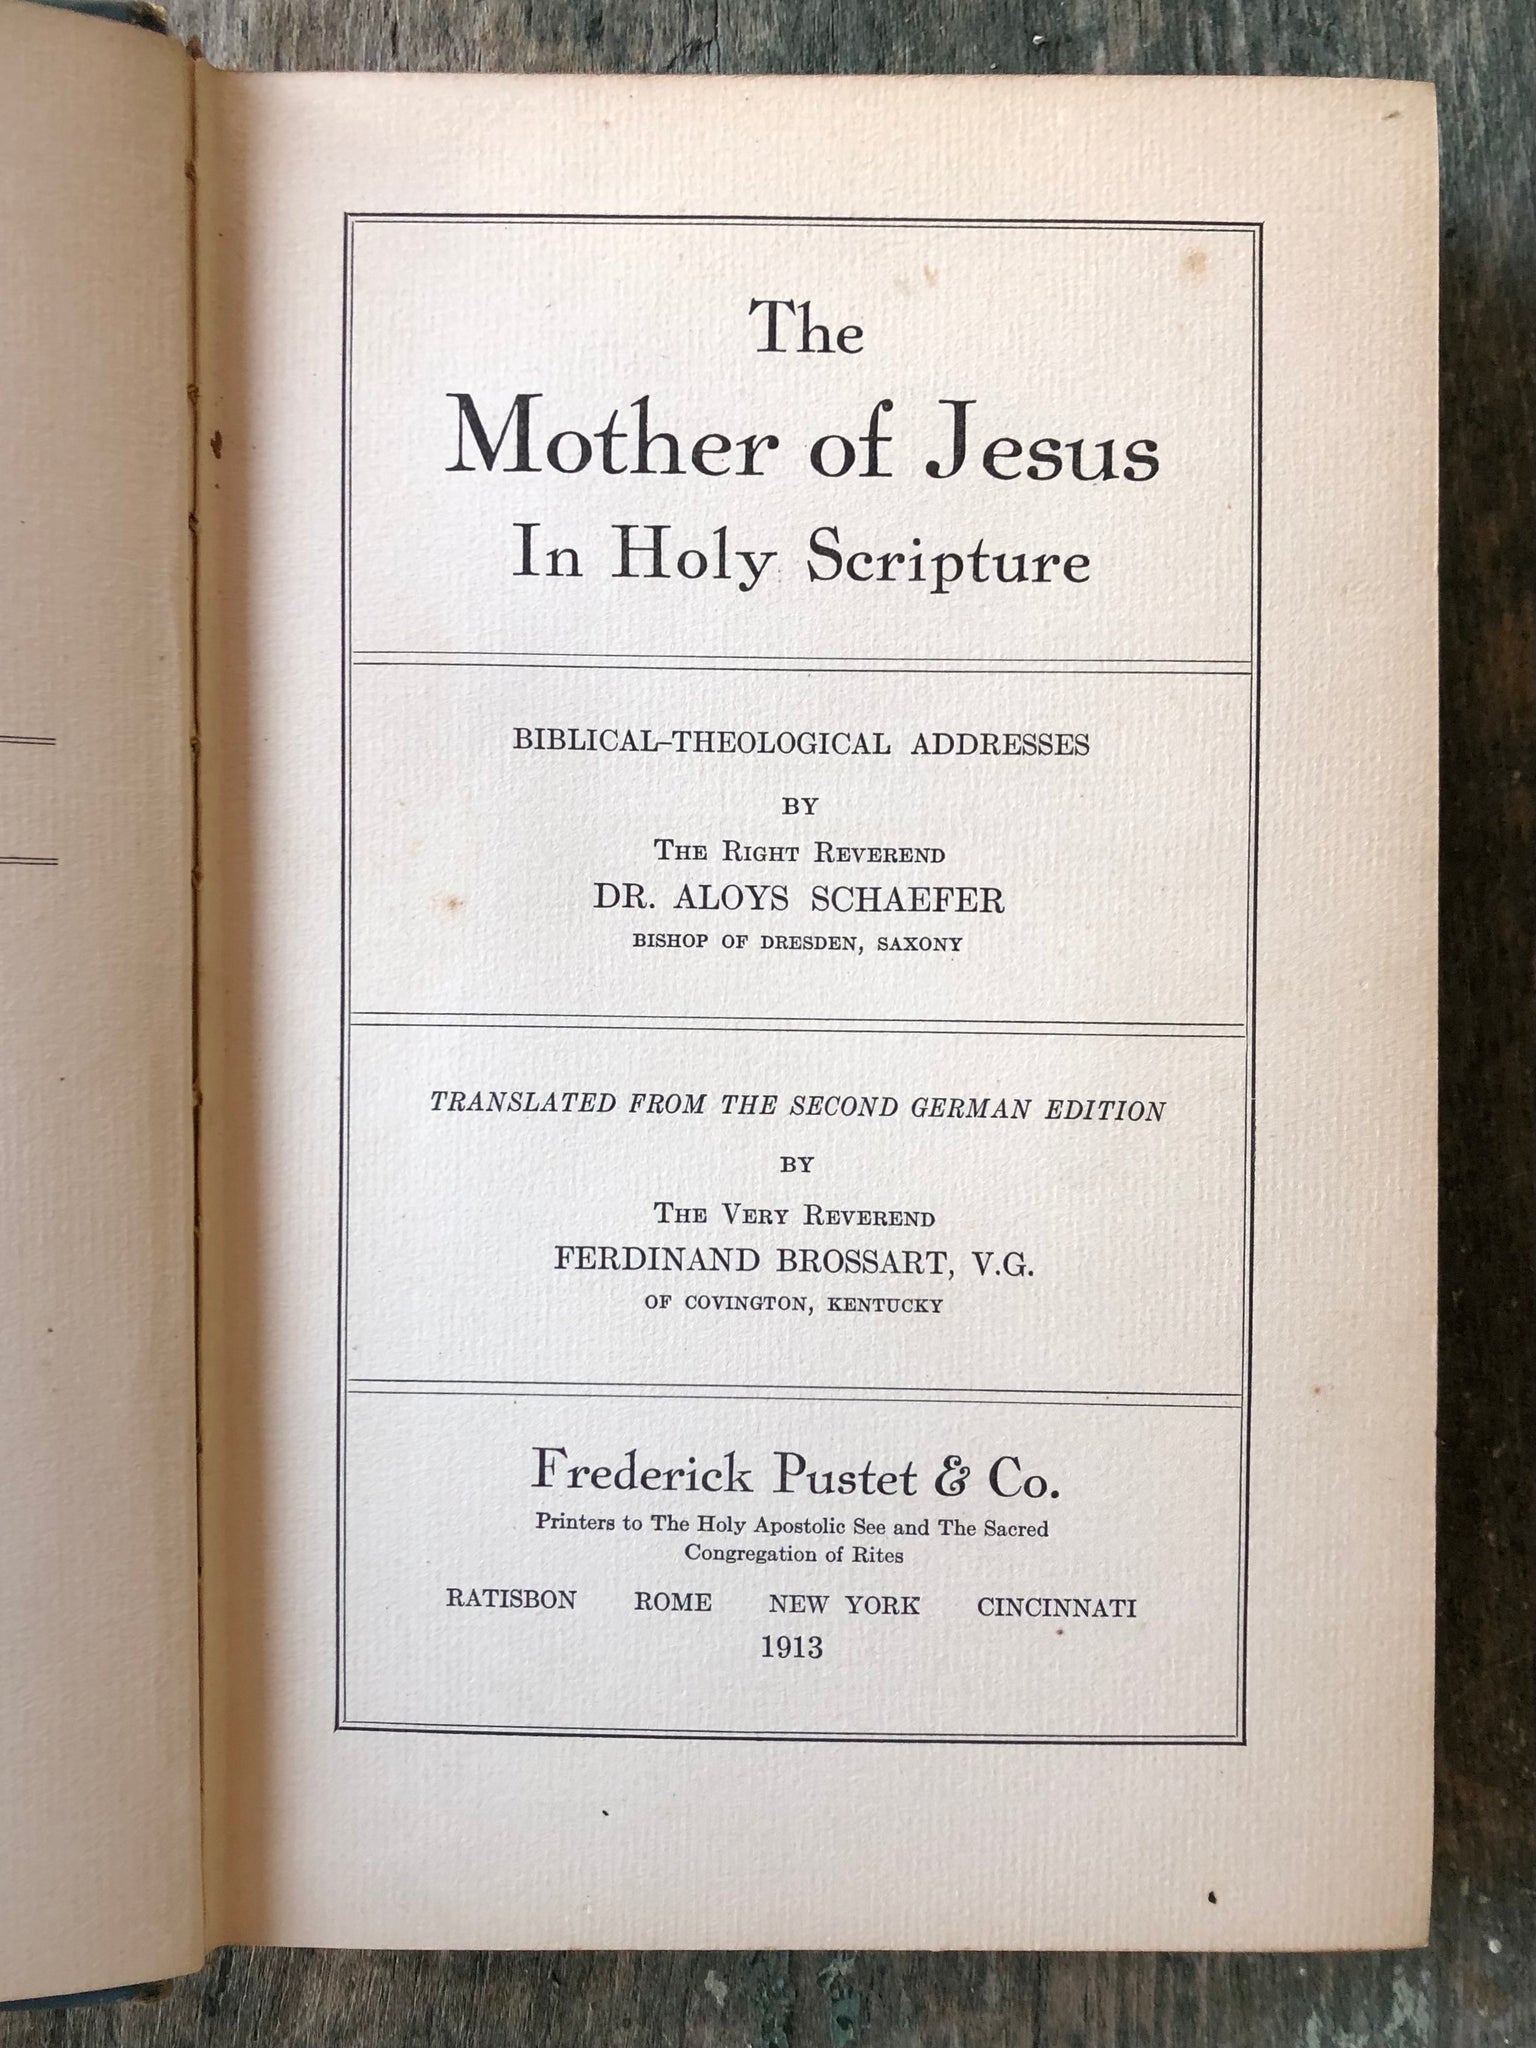 The
Mother of Jesus
In Holy Scripture
BIBLICAL-THEOLOGICAL ADDRESSES
BY
THE RIGHT REVEREND
DR. ALOYS SCHAEFER
BISHOP OF DRESDEN, SAXONY
TRANSLATED FROM THE SECOND GERMAN EDITION
BY
THE VERY REVEREND
FERDINAND BROSSART, V.G.
OF COVINGTON, KENTUCKY
Frederick Pustet & Co.
Printers to The Holy Apostolic See and The Sacred
Congregation of Rites
RATISBON ROME NEW YORK CINCINNATI
1913